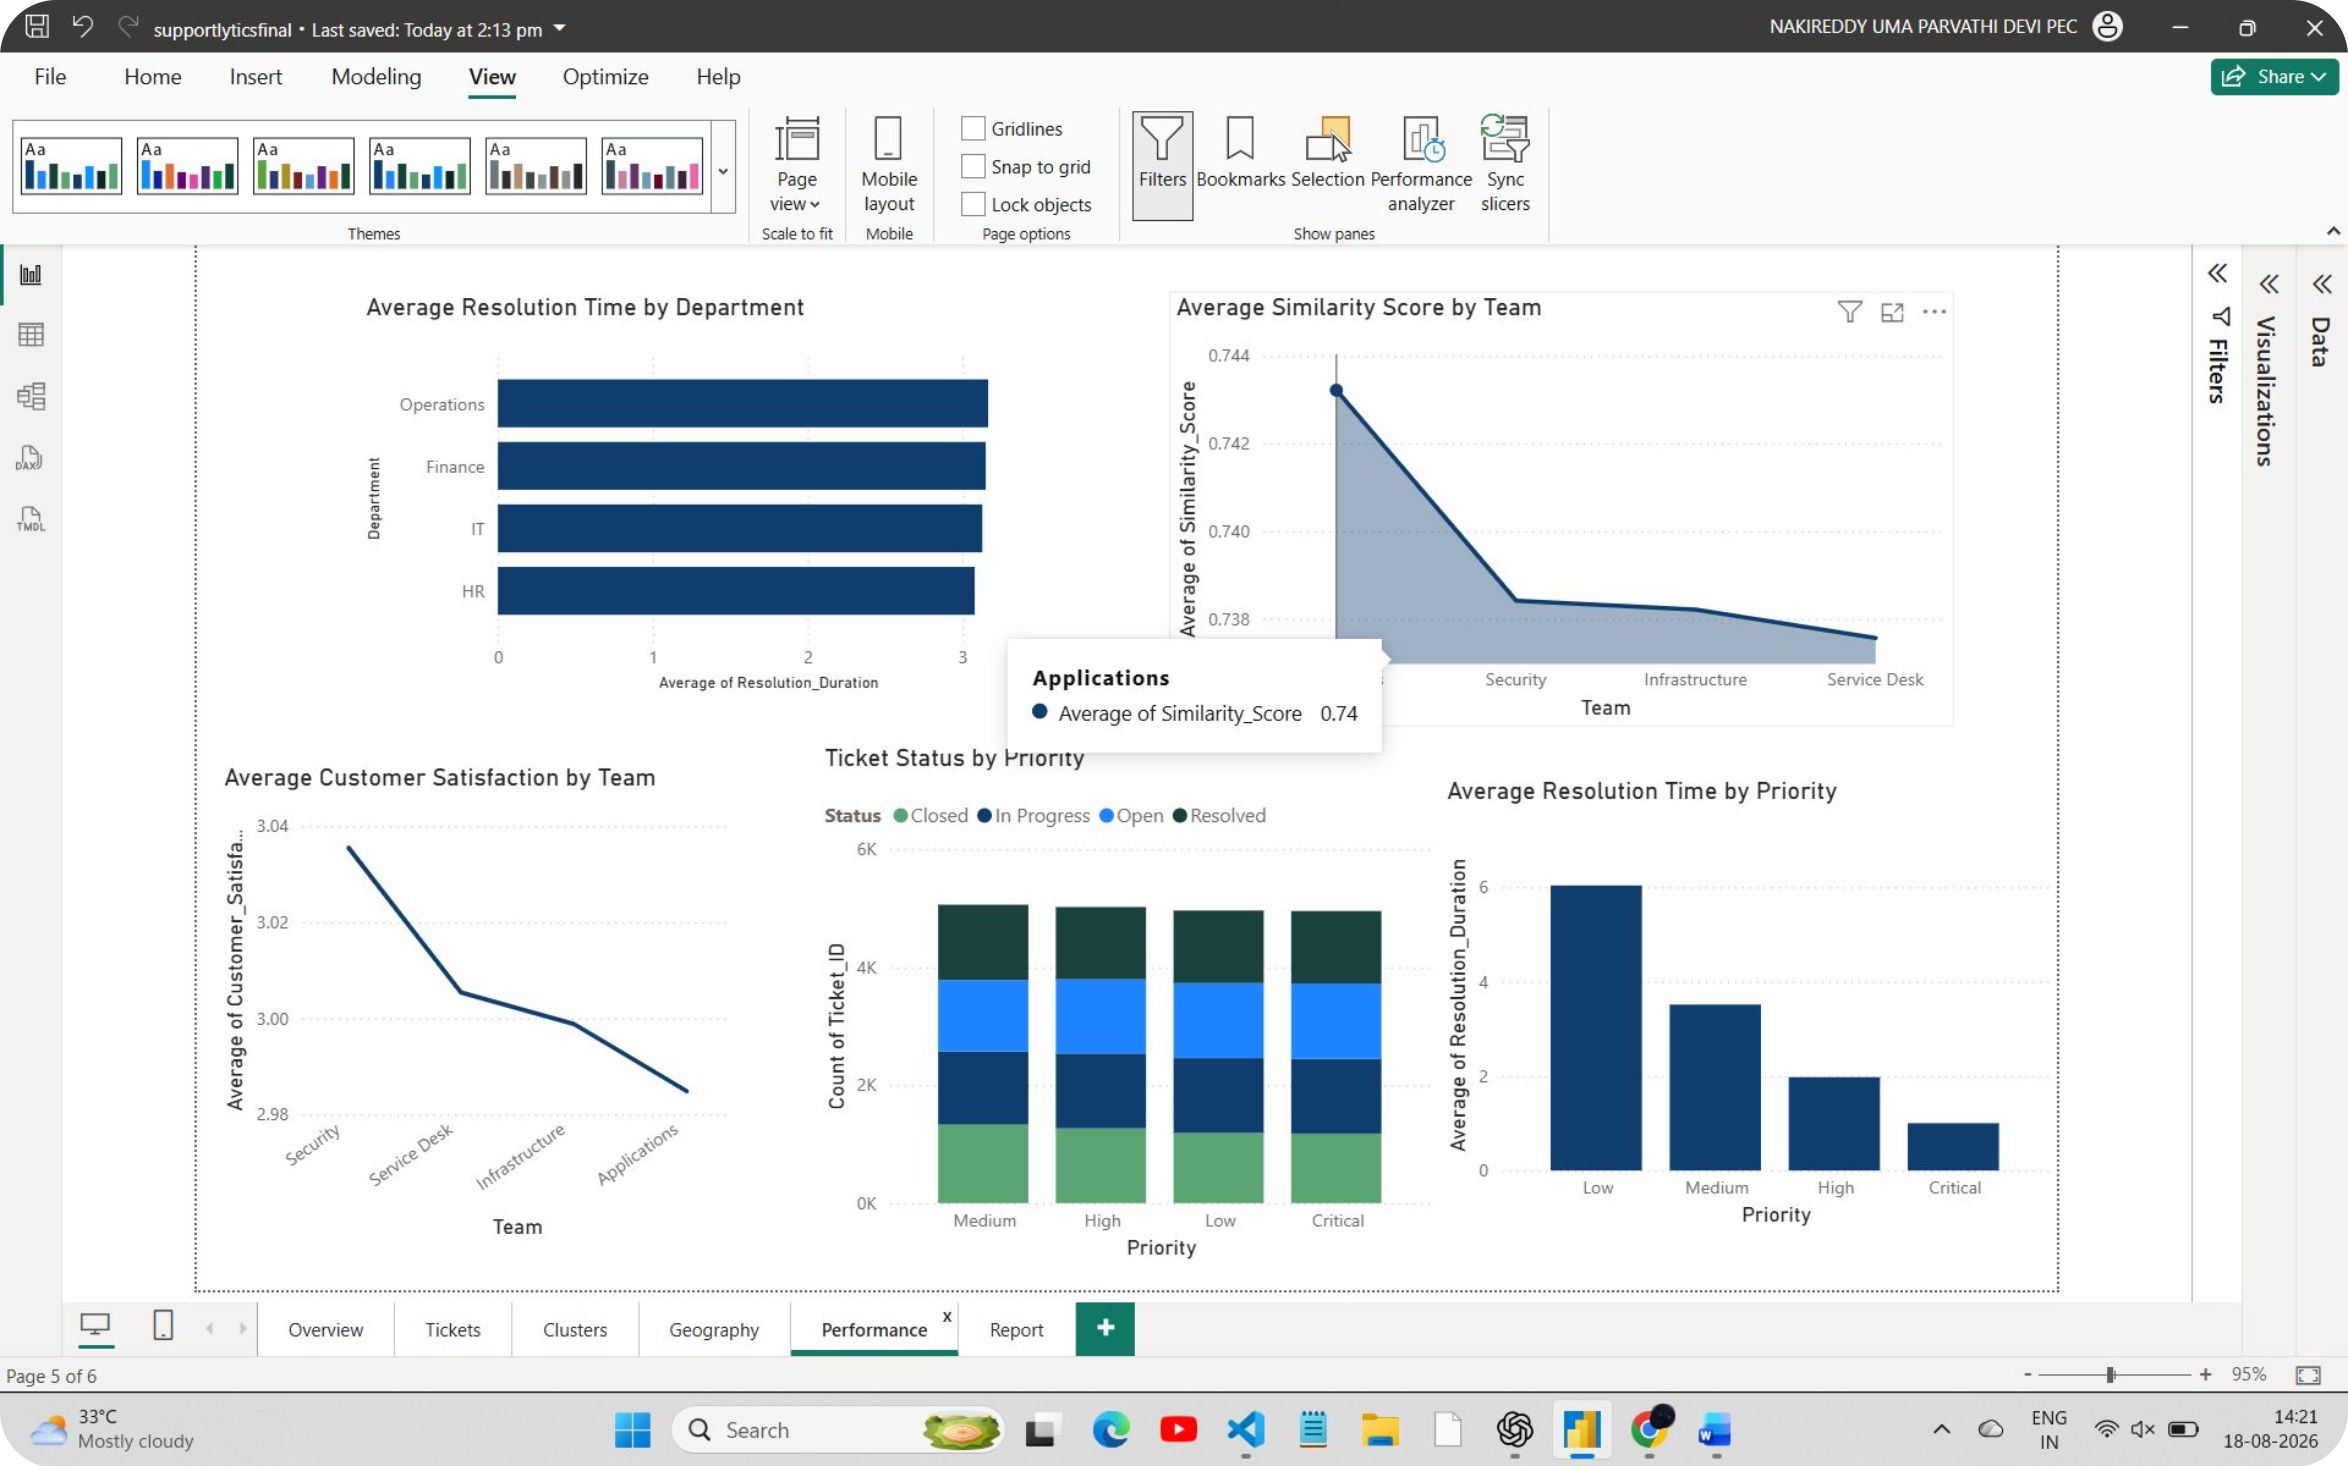 supportlyticsfinal • Last saved: Today at 2:13 pm
NAKIREDDY UMA PARVATHI DEVI PEC
File Home Insert Modeling View Optimize Help
Share
Aa Aa Aa Aa Aa Aa
Themes
Page view
Scale to fit
Mobile layout
Mobile
Gridlines
Snap to grid
Lock objects
Page options
Filters
Bookmarks
Selection
Performance analyzer
Sync slicers
Show panes
DAX
TMDL
Filters
Visualizations
Data
Average Resolution Time by Department
Department
Operations
Finance
IT
HR
0 1 2 3
Average of Resolution_Duration
Average Similarity Score by Team
Average of Similarity_Score
0.744
0.742
0.740
0.738
Security Infrastructure Service Desk
Team
Applications
Average of Similarity_Score 0.74
Average Customer Satisfaction by Team
Average of Customer_Satisfa...
3.04
3.02
3.00
2.98
Security Service Desk Infrastructure Applications
Team
Ticket Status by Priority
Status Closed In Progress Open Resolved
Count of Ticket_ID
6K
4K
2K
0K
Medium High Low Critical
Priority
Average Resolution Time by Priority
Average of Resolution_Duration
6
4
2
0
Low Medium High Critical
Priority
Overview Tickets Clusters Geography Performance x Report +
Page 5 of 6
- + 95%
33°C
Mostly cloudy
Search
W
ENG
IN
14:21
18-08-2026